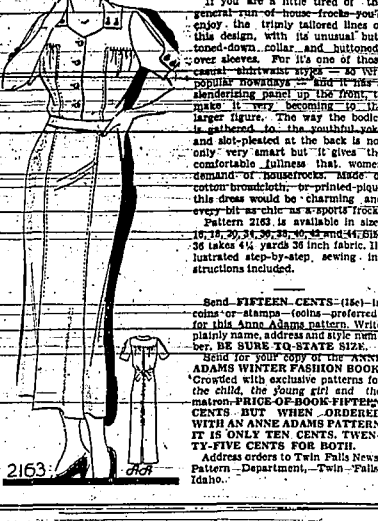 If you are a little tired of the
general run of house frocks you'll
enjoy the trimly tailored lines of
this design, with its unusual but
toned-down collar and buttoned
over sleeves. For it's one of those
casual shirtwaist styles — so very
popular nowadays — and it has a
slenderizing panel up the front, to
make it very becoming to the
larger figure. The way the bodice
is gathered to the youthful yoke
and slot-pleated at the back is not
only very smart but it gives the
comfortable fullness that women
demand of housefrocks. Made of
cotton broadcloth, or printed pique
this dress would be charming and
every bit as chic as a sports frock.
Pattern 2163 is available in sizes
16, 18, 20, 34, 36, 38, 40, 42 and 44. Size
36 takes 4¼ yards 36 inch fabric. Il-
lustrated step-by-step sewing in-
structions included.
Send FIFTEEN CENTS (15c) in
coins or stamps (coins preferred)
for this Anne Adams pattern. Write
plainly name, address and style num-
ber. BE SURE TO STATE SIZE.
Send for your copy of the ANNE
ADAMS WINTER FASHION BOOK
Crowded with exclusive patterns for
the child, the young girl and the
matron. PRICE OF BOOK FIFTEEN
CENTS BUT WHEN ORDERED
WITH AN ANNE ADAMS PATTERN
IT IS ONLY TEN CENTS. TWEN-
TY-FIVE CENTS FOR BOTH.
Address orders to Twin Falls News
Pattern Department, Twin Falls
Idaho.
2163
AA